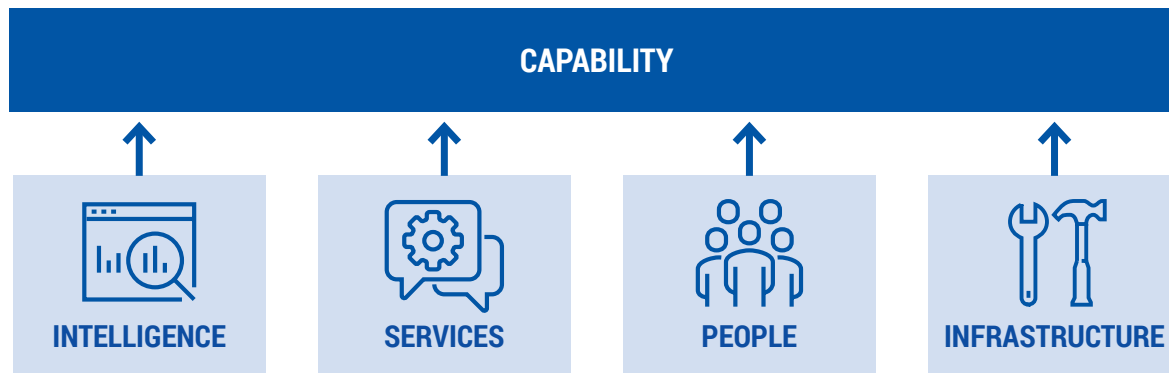 CAPABILITY
INTELLIGENCE
SERVICES
PEOPLE
INFRASTRUCTURE